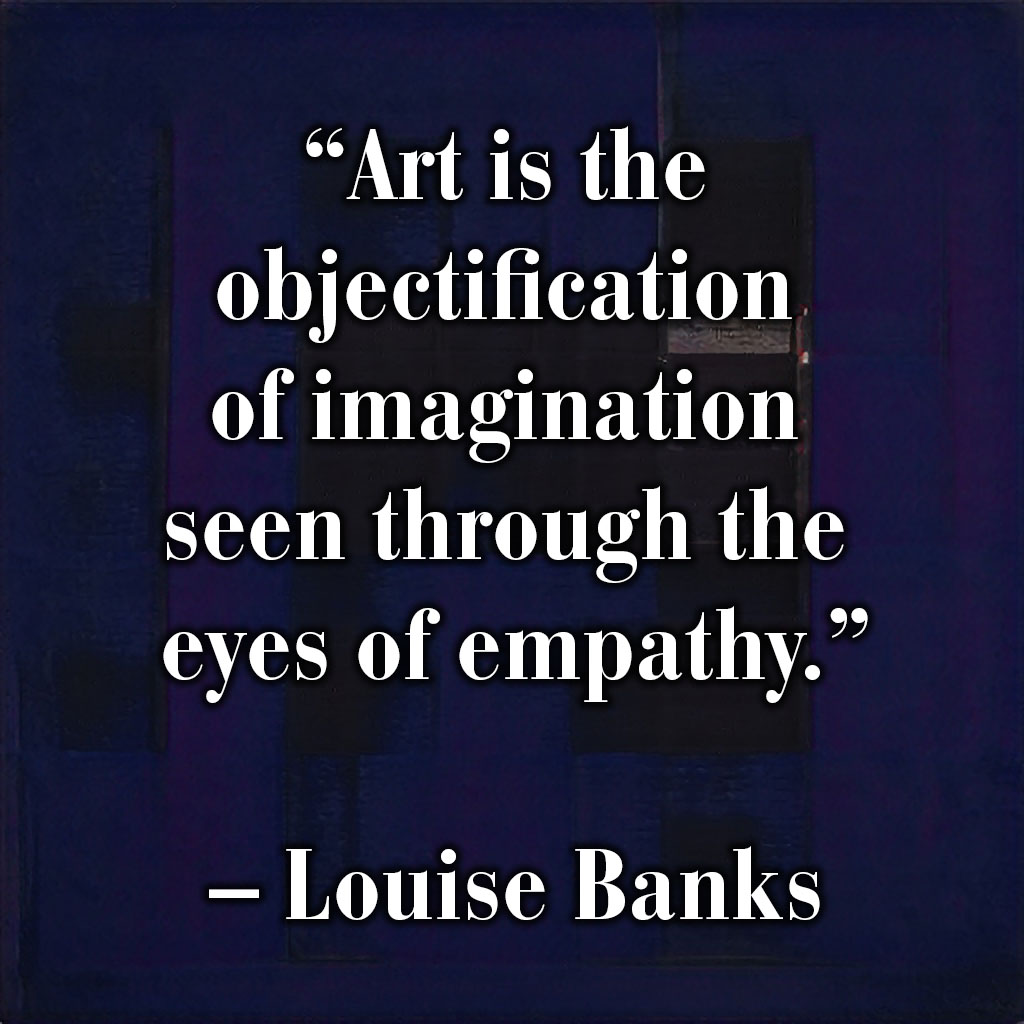 “Art is the
objectification
of imagination
seen through the
eyes of empathy.”
– Louise Banks